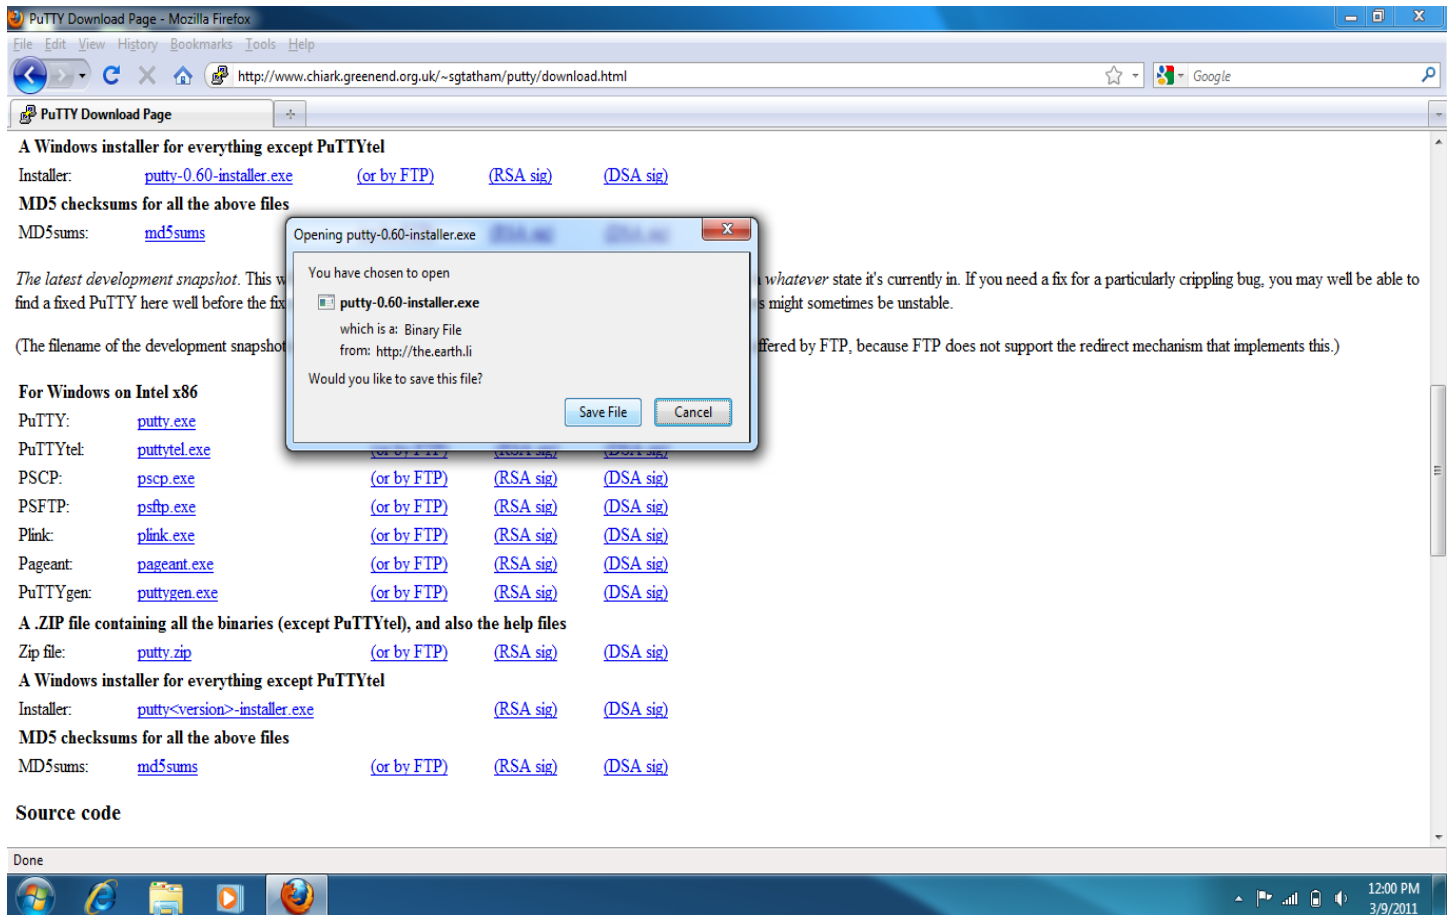 PuTTY Download Page - Mozilla Firefox
File Edit View History Bookmarks Tools Help
http://www.chiark.greenend.org.uk/~sgtatham/putty/download.html
Google
PuTTY Download Page
A Windows installer for everything except PuTTYtel
Installer: putty-0.60-installer.exe (or by FTP) (RSA sig) (DSA sig)
MD5 checksums for all the above files
MD5sums: md5sums
Opening putty-0.60-installer.exe
You have chosen to open
putty-0.60-installer.exe
which is a: Binary File
from: http://the.earth.li
Would you like to save this file?
Save File Cancel
The latest development snapshot. This w whatever state it's currently in. If you need a fix for a particularly crippling bug, you may well be able to
find a fixed PuTTY here well before the fix s might sometimes be unstable.
(The filename of the development snapshot ffered by FTP, because FTP does not support the redirect mechanism that implements this.)
For Windows on Intel x86
PuTTY: putty.exe
PuTTYtel: puttytel.exe (or by FTP) (RSA sig) (DSA sig)
PSCP: pscp.exe (or by FTP) (RSA sig) (DSA sig)
PSFTP: psftp.exe (or by FTP) (RSA sig) (DSA sig)
Plink: plink.exe (or by FTP) (RSA sig) (DSA sig)
Pageant: pageant.exe (or by FTP) (RSA sig) (DSA sig)
PuTTYgen: puttygen.exe (or by FTP) (RSA sig) (DSA sig)
A .ZIP file containing all the binaries (except PuTTYtel), and also the help files
Zip file: putty.zip (or by FTP) (RSA sig) (DSA sig)
A Windows installer for everything except PuTTYtel
Installer: putty<version>-installer.exe (RSA sig) (DSA sig)
MD5 checksums for all the above files
MD5sums: md5sums (or by FTP) (RSA sig) (DSA sig)
Source code
Done
12:00 PM
3/9/2011